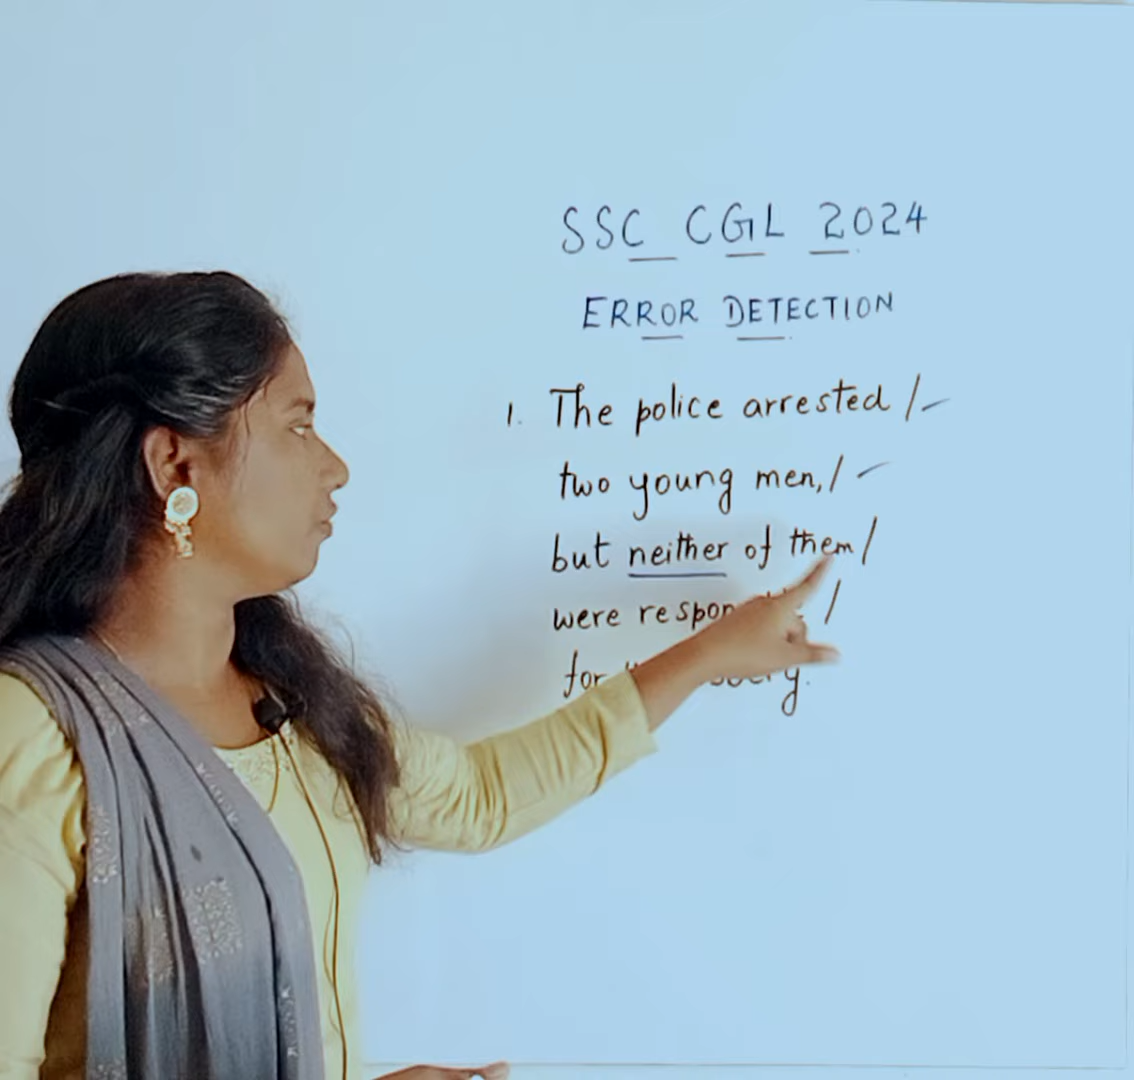 SSC CGL 2024
ERROR DETECTION
1. The police arrested /
two young men, /
but neither of them /
were /
for